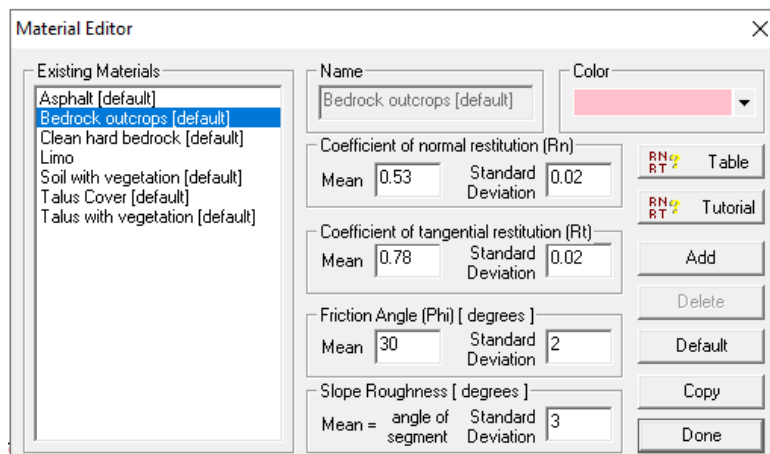 Material Editor
Existing Materials
Asphalt [default]
Bedrock outcrops [default]
Clean hard bedrock [default]
Limo
Soil with vegetation [default]
Talus Cover [default]
Talus with vegetation [default]
Name
Bedrock outcrops [default]
Color
Coefficient of normal restitution (Rn)
Mean 0.53 Standard Deviation 0.02
Coefficient of tangential restitution (Rt)
Mean 0.78 Standard Deviation 0.02
Friction Angle (Phi) [ degrees ]
Mean 30 Standard Deviation 2
Slope Roughness [ degrees ]
Mean = angle of segment Standard Deviation 3
RN RT ? Table
RN RT ? Tutorial
Add
Delete
Default
Copy
Done